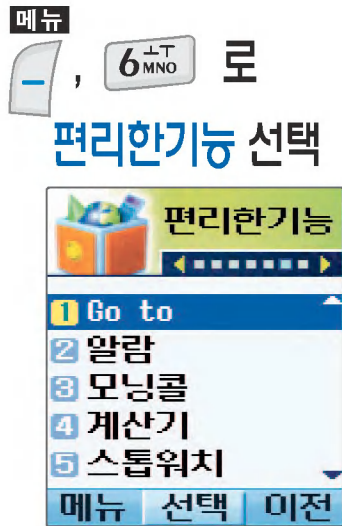 메뉴
, 6 ㅗㅜ MNO 로
편리한기능 선택
편리한기능
1 Go to
2 알람
3 모닝콜
4 계산기
5 스톱워치
메뉴 선택 이전